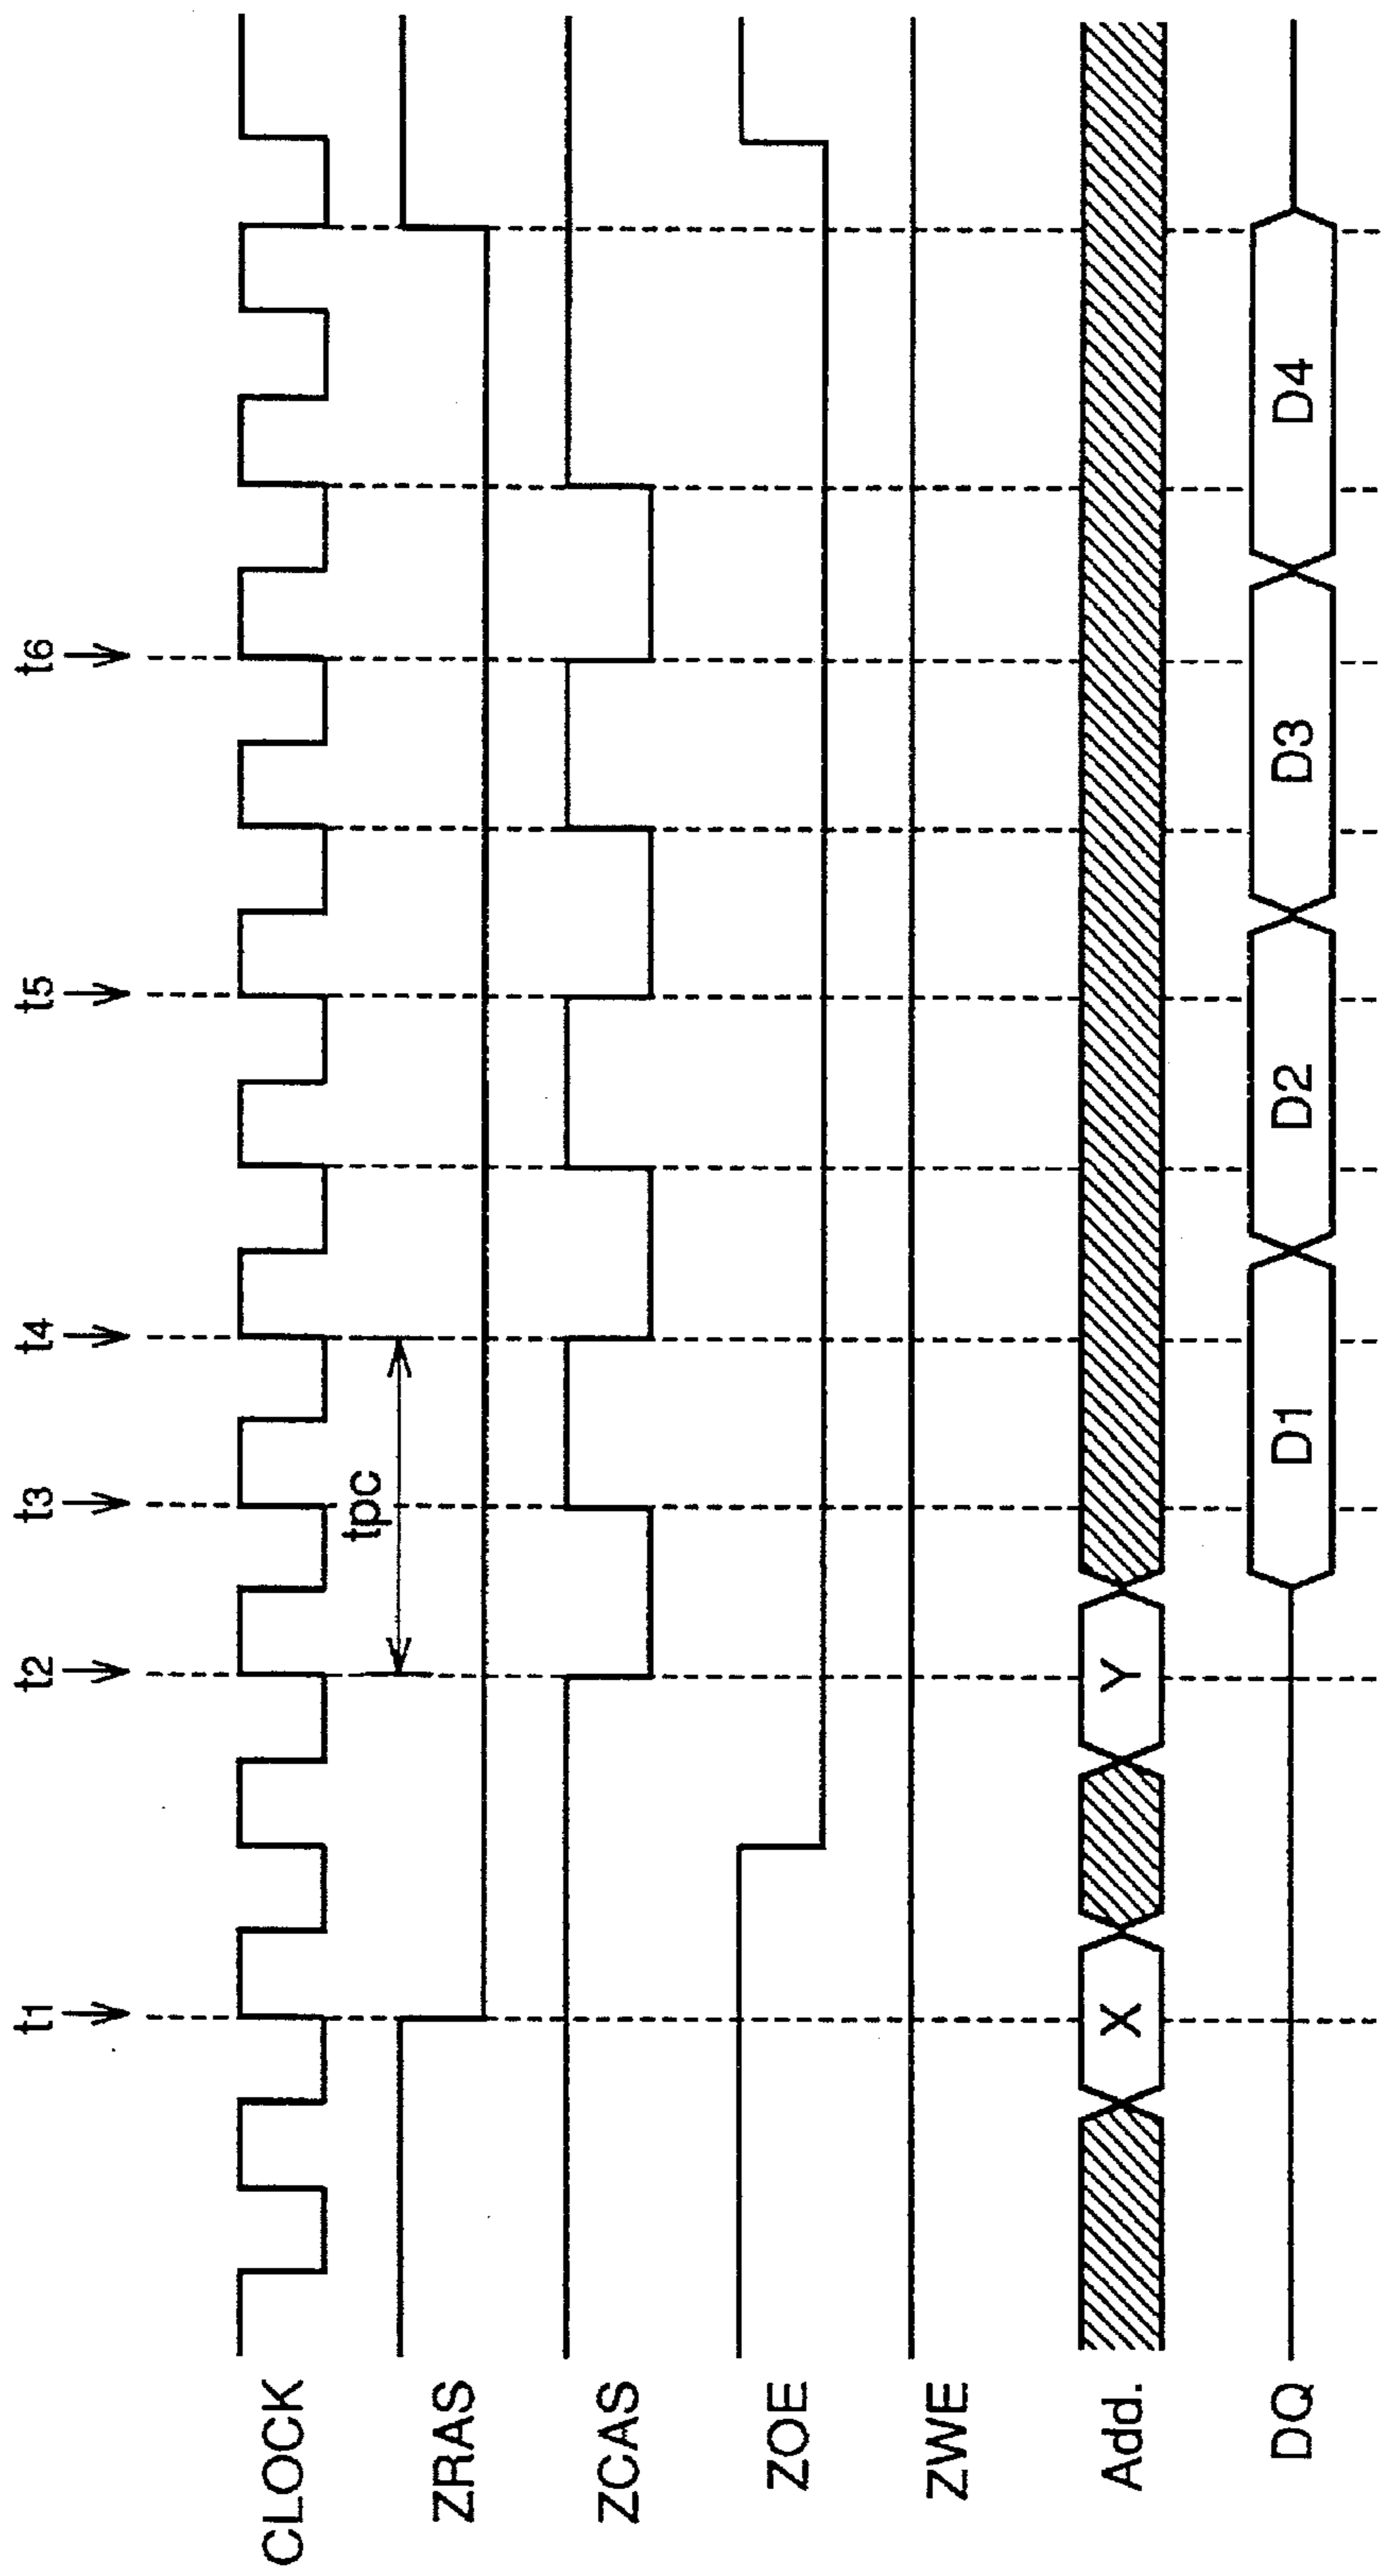 t1
t2
t3
t4
t5
t6
CLOCK
tpc
ZRAS
ZCAS
ZOE
ZWE
Add.
X
Y
DQ
D1
D2
D3
D4